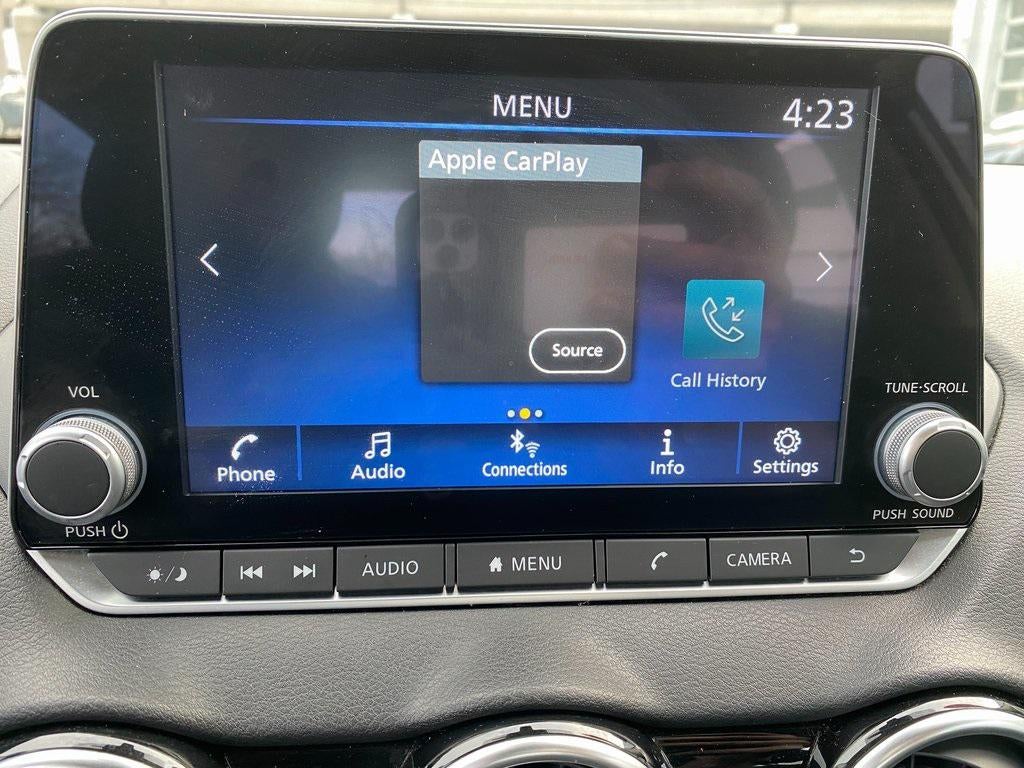 MENU
4:23
Apple CarPlay
Source
Call History
VOL
TUNE·SCROLL
Phone
Audio
Connections
Info
Settings
PUSH
PUSH SOUND
AUDIO
MENU
CAMERA